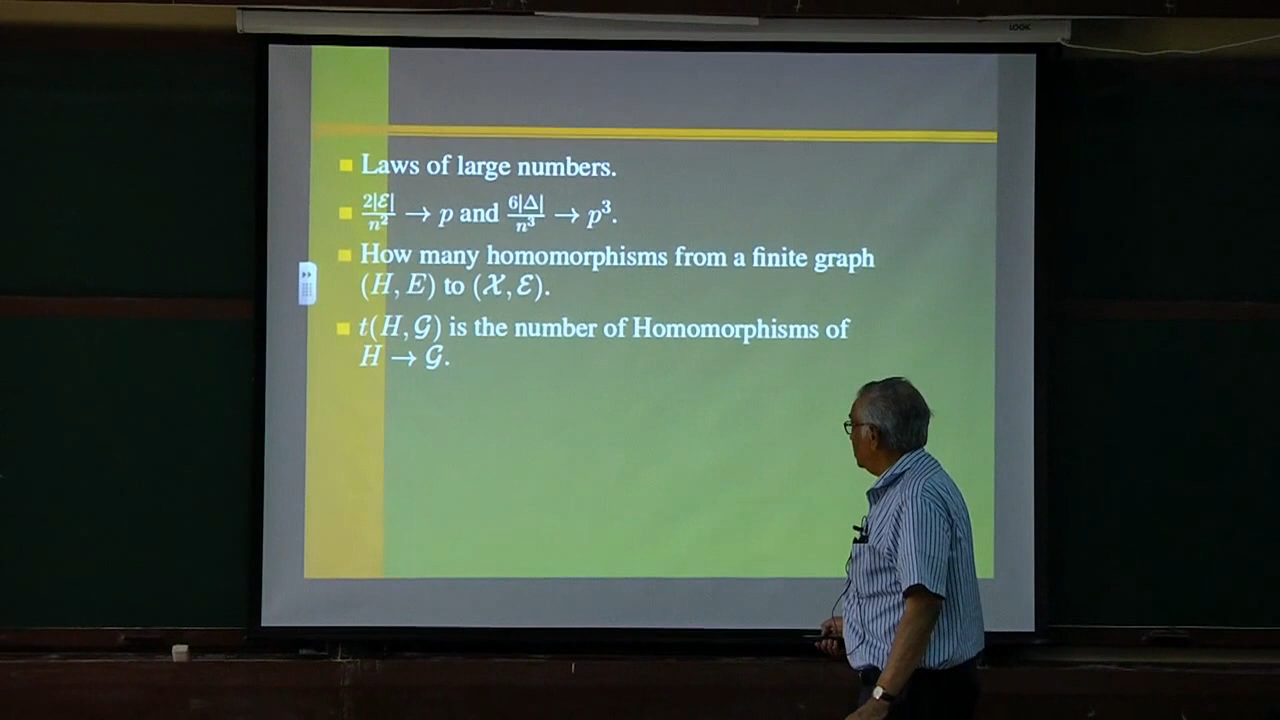 LOGIK
Laws of large numbers.
2|ℰ|/n² → p and 6|Δ|/n³ → p³.
How many homomorphisms from a finite graph
(H, E) to (𝒳, ℰ).
t(H, 𝒢) is the number of Homomorphisms of
H → 𝒢.